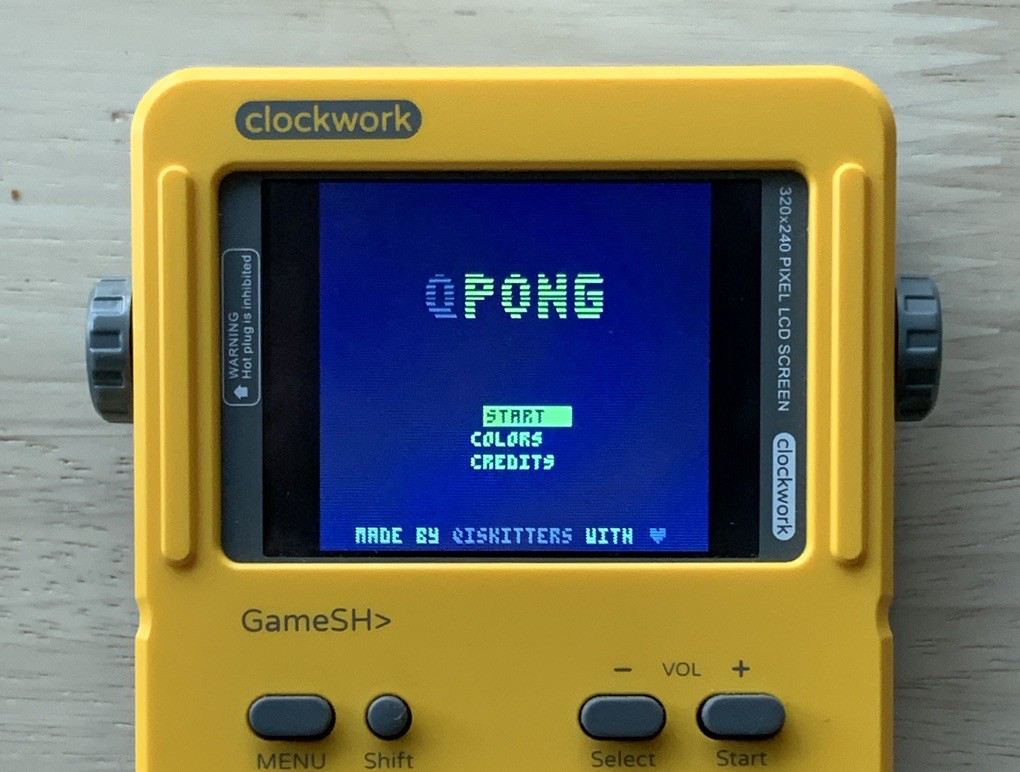 clockwork
WARNING
Hot plug is inhibited
320x240 PIXEL LCD SCREEN
clockwork
QPONG
START
COLORS
CREDITS
MADE BY QISKITTERS WITH ♥
GameSH>
− VOL +
MENU Shift Select Start